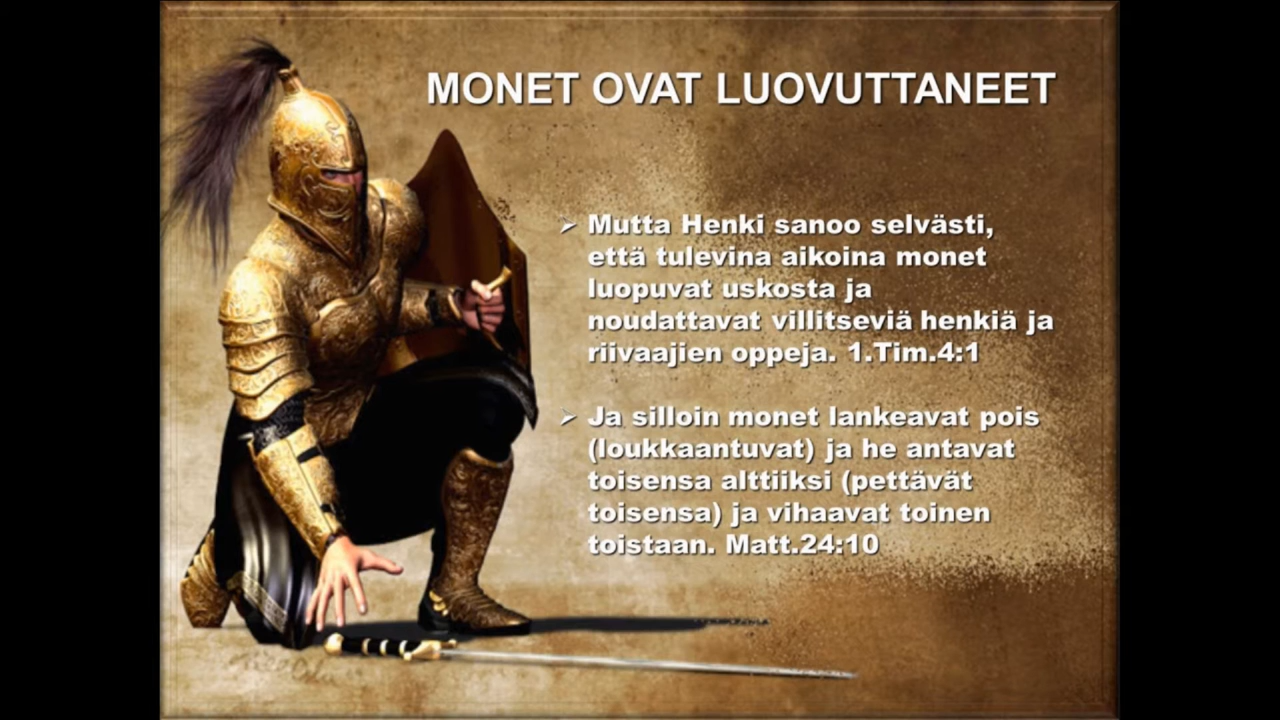 MONET OVAT LUOVUTTANEET
➢ Mutta Henki sanoo selvästi,
että tulevina aikoina monet
luopuvat uskosta ja
noudattavat villitseviä henkiä ja
riivaajien oppeja. 1.Tim.4:1
➢ Ja silloin monet lankeavat pois
(loukkaantuvat) ja he antavat
toisensa alttiiksi (pettävät
toisensa) ja vihaavat toinen
toistaan. Matt.24:10